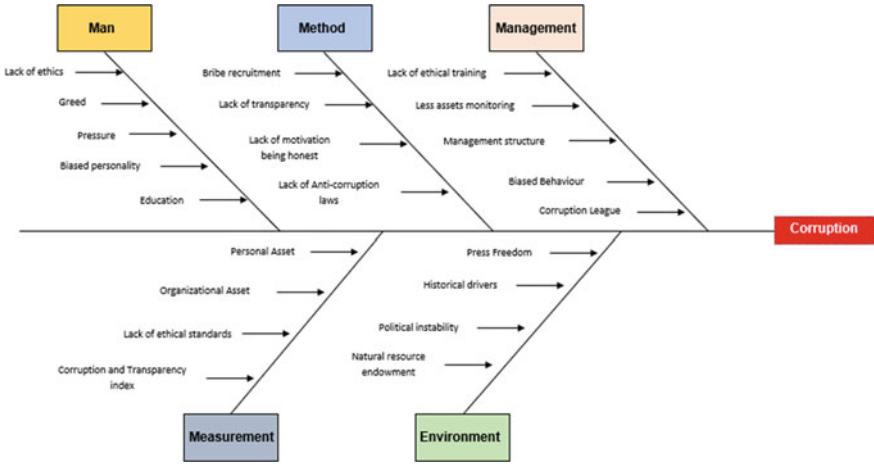 Man
Method
Management
Lack of ethics
Greed
Pressure
Biased personality
Education
Bribe recruitment
Lack of transparency
Lack of motivation
being honest
Lack of Anti-corruption
laws
Lack of ethical training
Less assets monitoring
Management structure
Biased Behaviour
Corruption League
Corruption
Personal Asset
Organizational Asset
Lack of ethical standards
Corruption and Transparency
index
Press Freedom
Historical drivers
Political instability
Natural resource
endowment
Measurement
Environment